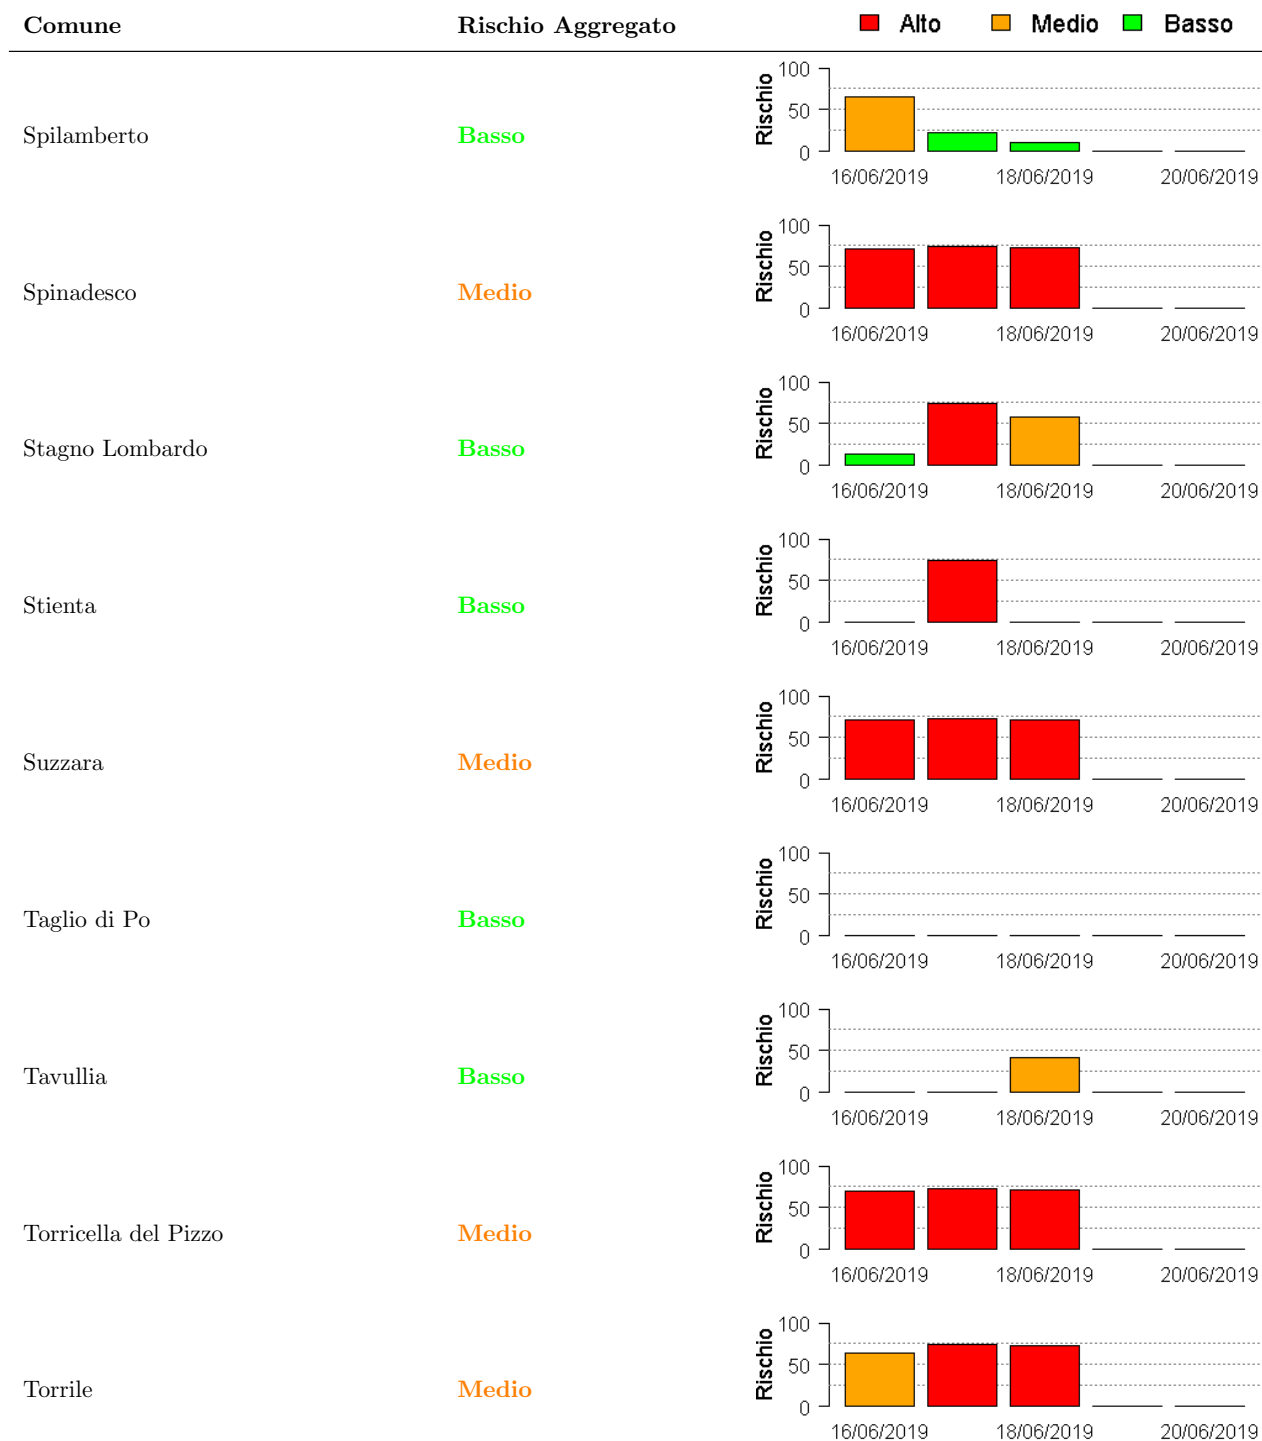 Comune Rischio Aggregato Alto Medio Basso
Spilamberto Basso Rischio 100 50 0
16/06/2019 18/06/2019 20/06/2019
Spinadesco Medio Rischio 100 50 0
16/06/2019 18/06/2019 20/06/2019
Stagno Lombardo Basso Rischio 100 50 0
16/06/2019 18/06/2019 20/06/2019
Stienta Basso Rischio 100 50 0
16/06/2019 18/06/2019 20/06/2019
Suzzara Medio Rischio 100 50 0
16/06/2019 18/06/2019 20/06/2019
Taglio di Po Basso Rischio 100 50 0
16/06/2019 18/06/2019 20/06/2019
Tavullia Basso Rischio 100 50 0
16/06/2019 18/06/2019 20/06/2019
Torricella del Pizzo Medio Rischio 100 50 0
16/06/2019 18/06/2019 20/06/2019
Torrile Medio Rischio 100 50 0
16/06/2019 18/06/2019 20/06/2019